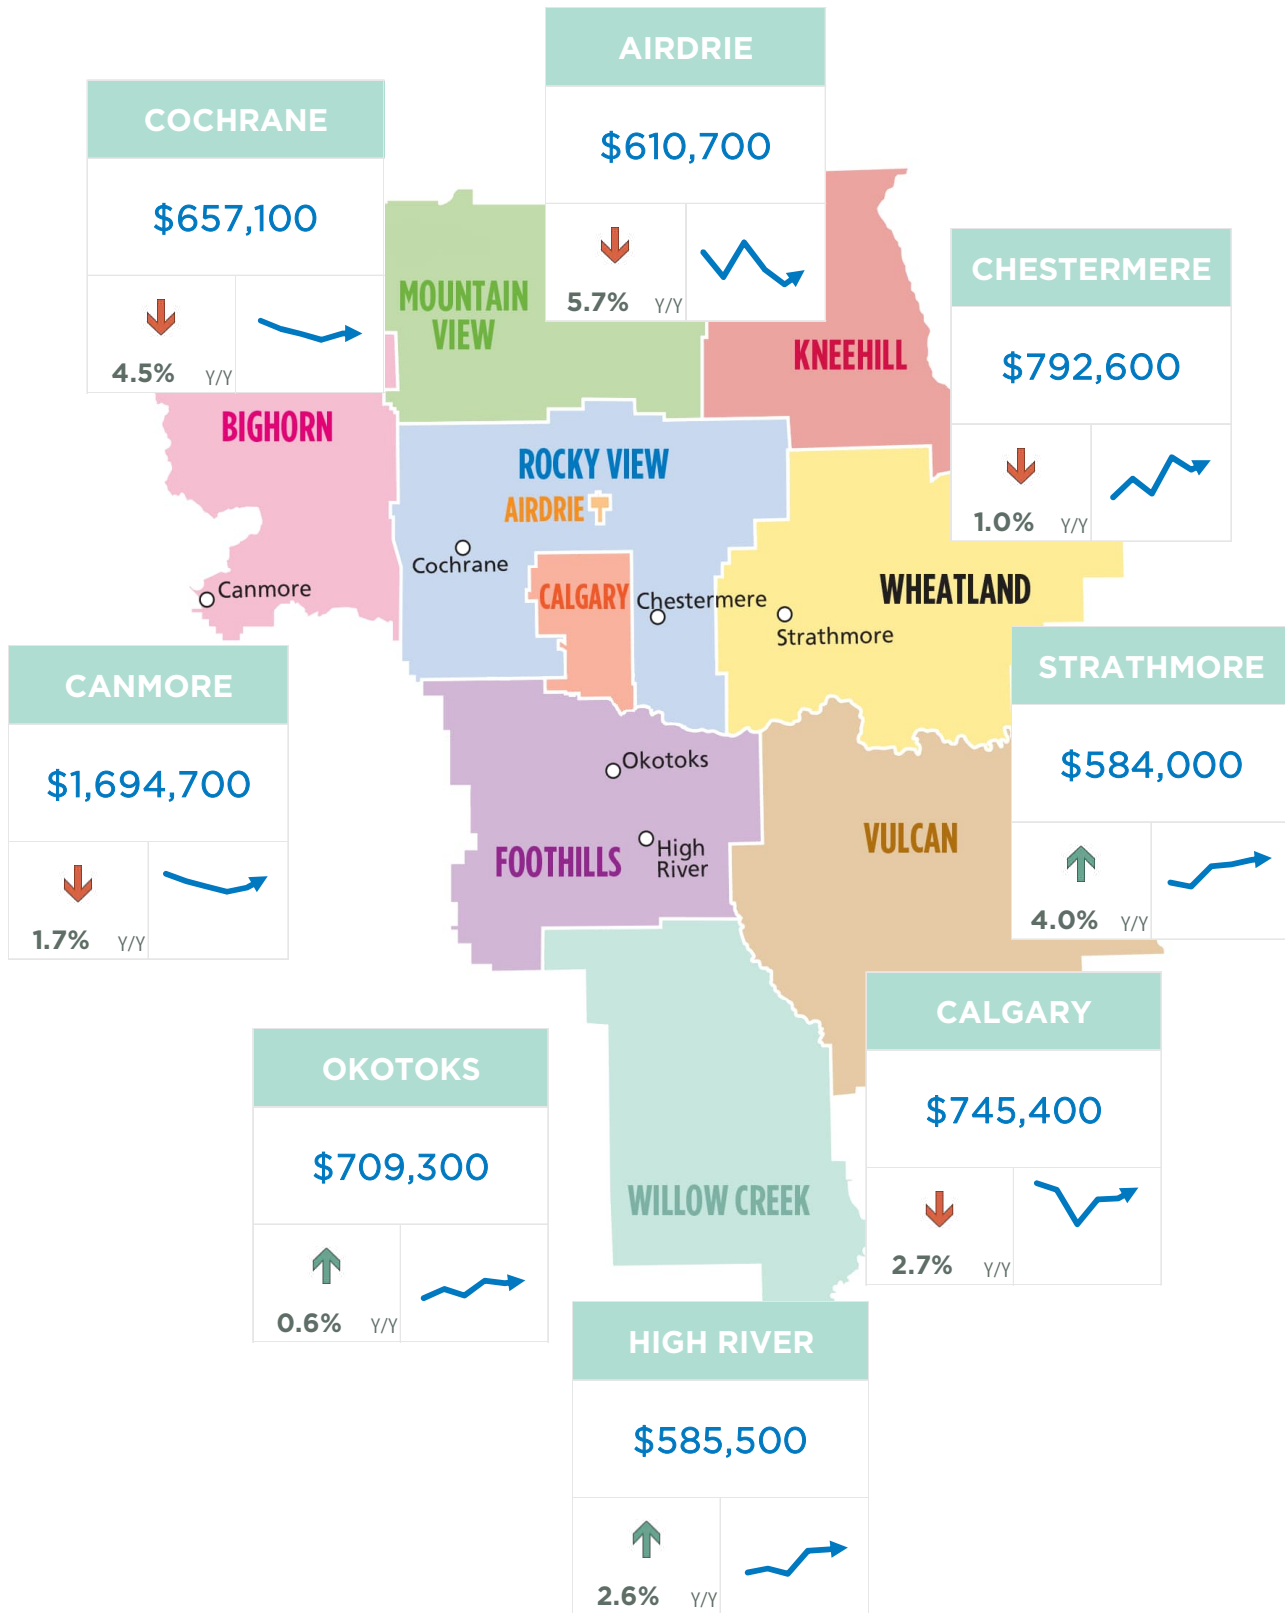 AIRDRIE
$610,700
5.7% Y/Y
COCHRANE
$657,100
4.5% Y/Y
CHESTERMERE
$792,600
1.0% Y/Y
MOUNTAIN
VIEW
KNEEHILL
BIGHORN
ROCKY VIEW
AIRDRIE
Cochrane
CALGARY
Chestermere
WHEATLAND
Canmore
Strathmore
CANMORE
$1,694,700
1.7% Y/Y
STRATHMORE
$584,000
4.0% Y/Y
Okotoks
FOOTHILLS
High
River
VULCAN
CALGARY
$745,400
2.7% Y/Y
OKOTOKS
$709,300
0.6% Y/Y
WILLOW CREEK
HIGH RIVER
$585,500
2.6% Y/Y